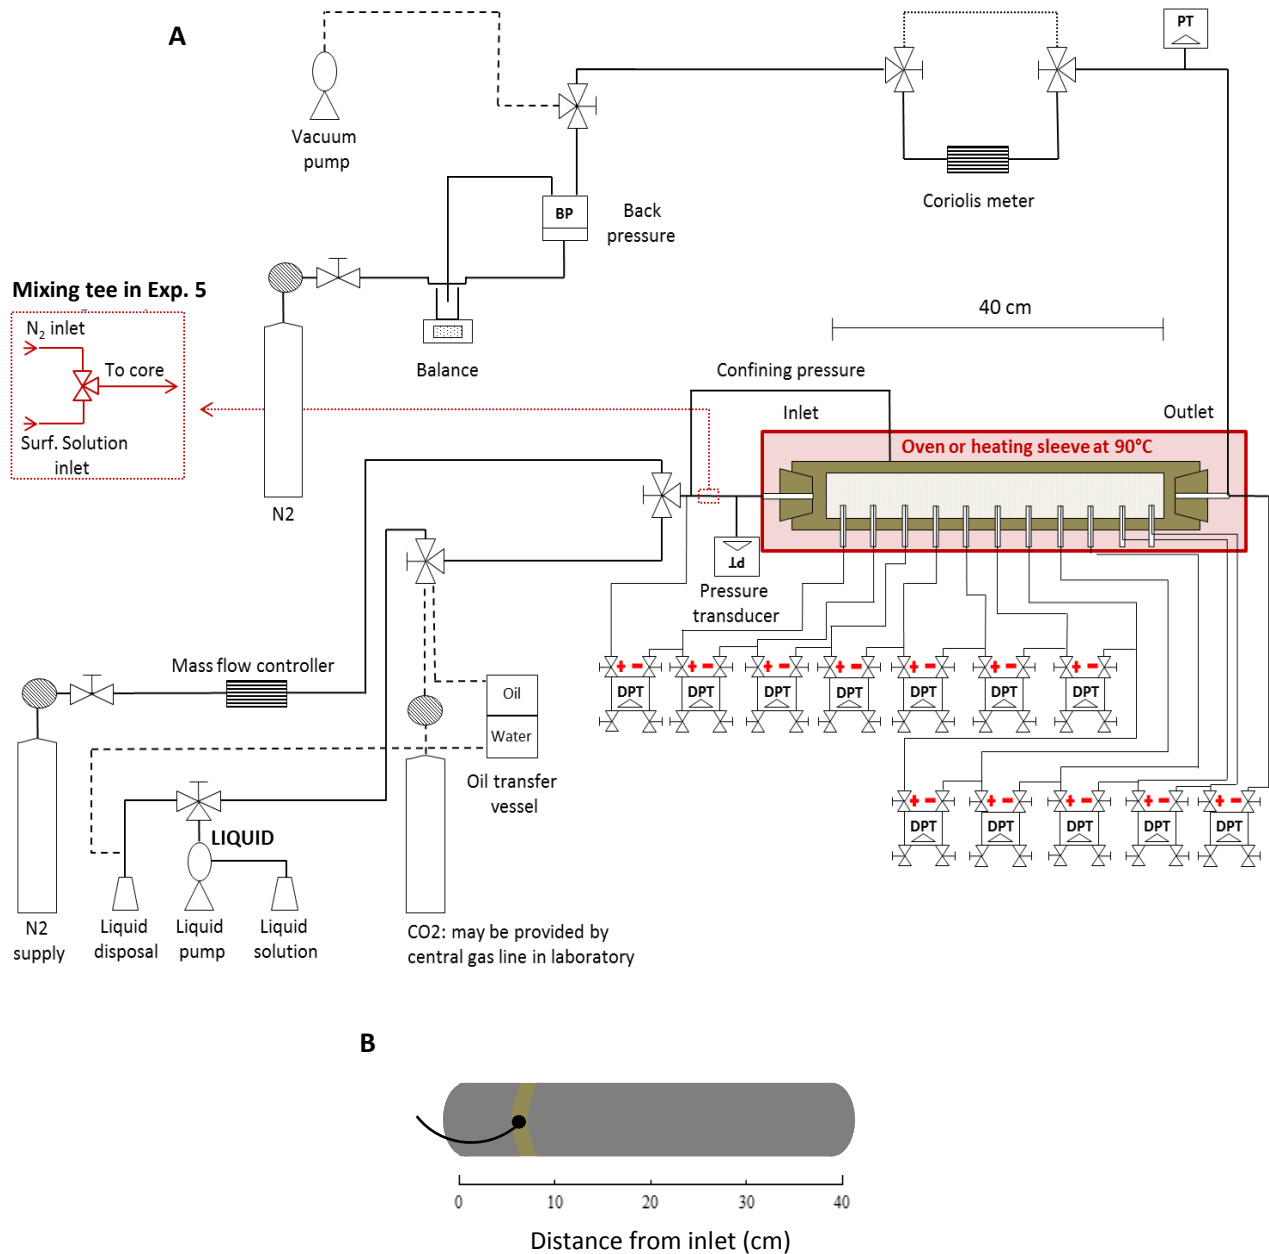 A
PT
Vacuum
pump
BP
Back
pressure
Coriolis meter
Mixing tee in Exp. 5
N2 inlet
To core
Surf. Solution
inlet
Balance
40 cm
Confining pressure
Inlet
Outlet
Oven or heating sleeve at 90°C
N2
PT
Pressure
transducer
Mass flow controller
+ - + - + - + - + - + - + -
DPT DPT DPT DPT DPT DPT DPT
Oil
Water
Oil transfer
vessel
+ - + - + - + - + -
DPT DPT DPT DPT DPT
LIQUID
N2
supply
Liquid
disposal
Liquid
pump
Liquid
solution
CO2: may be provided by
central gas line in laboratory
B
0 10 20 30 40
Distance from inlet (cm)